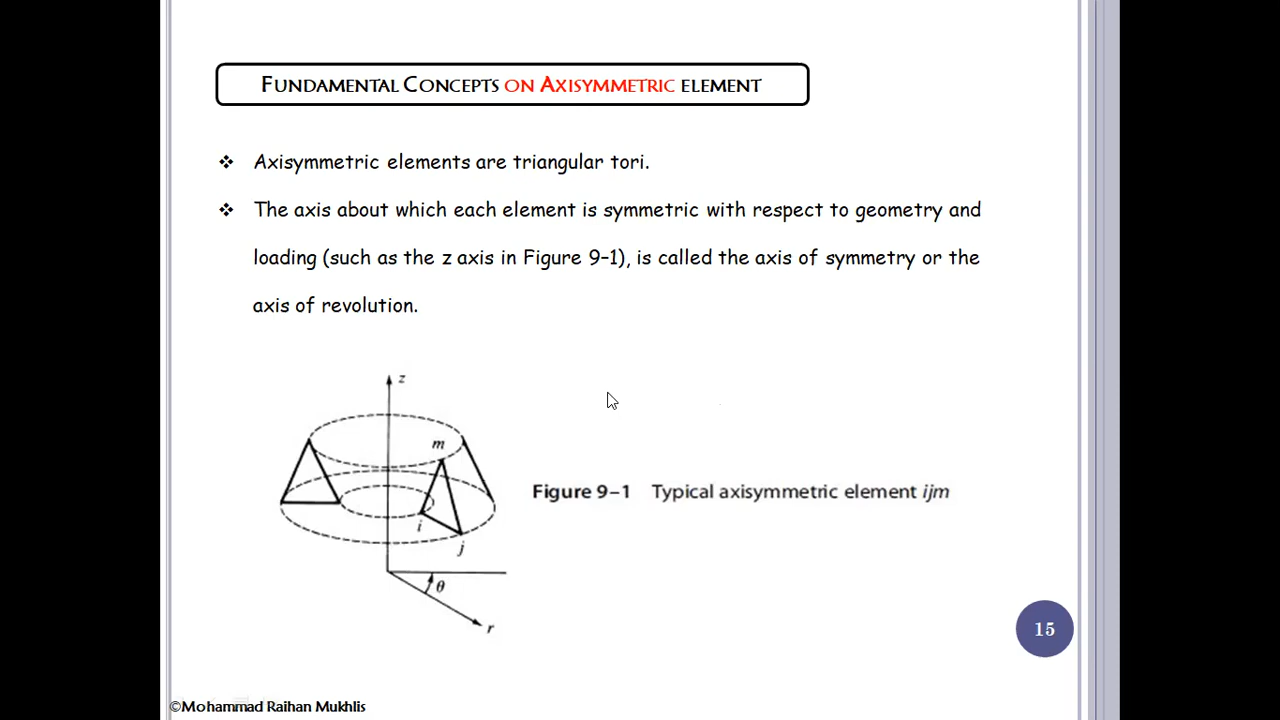 FUNDAMENTAL CONCEPTS ON AXISYMMETRIC ELEMENT
❖ Axisymmetric elements are triangular tori.
❖ The axis about which each element is symmetric with respect to geometry and
loading (such as the z axis in Figure 9–1), is called the axis of symmetry or the
axis of revolution.
z
m
Figure 9–1 Typical axisymmetric element ijm
i
j
θ
r
15
©Mohammad Raihan Mukhlis